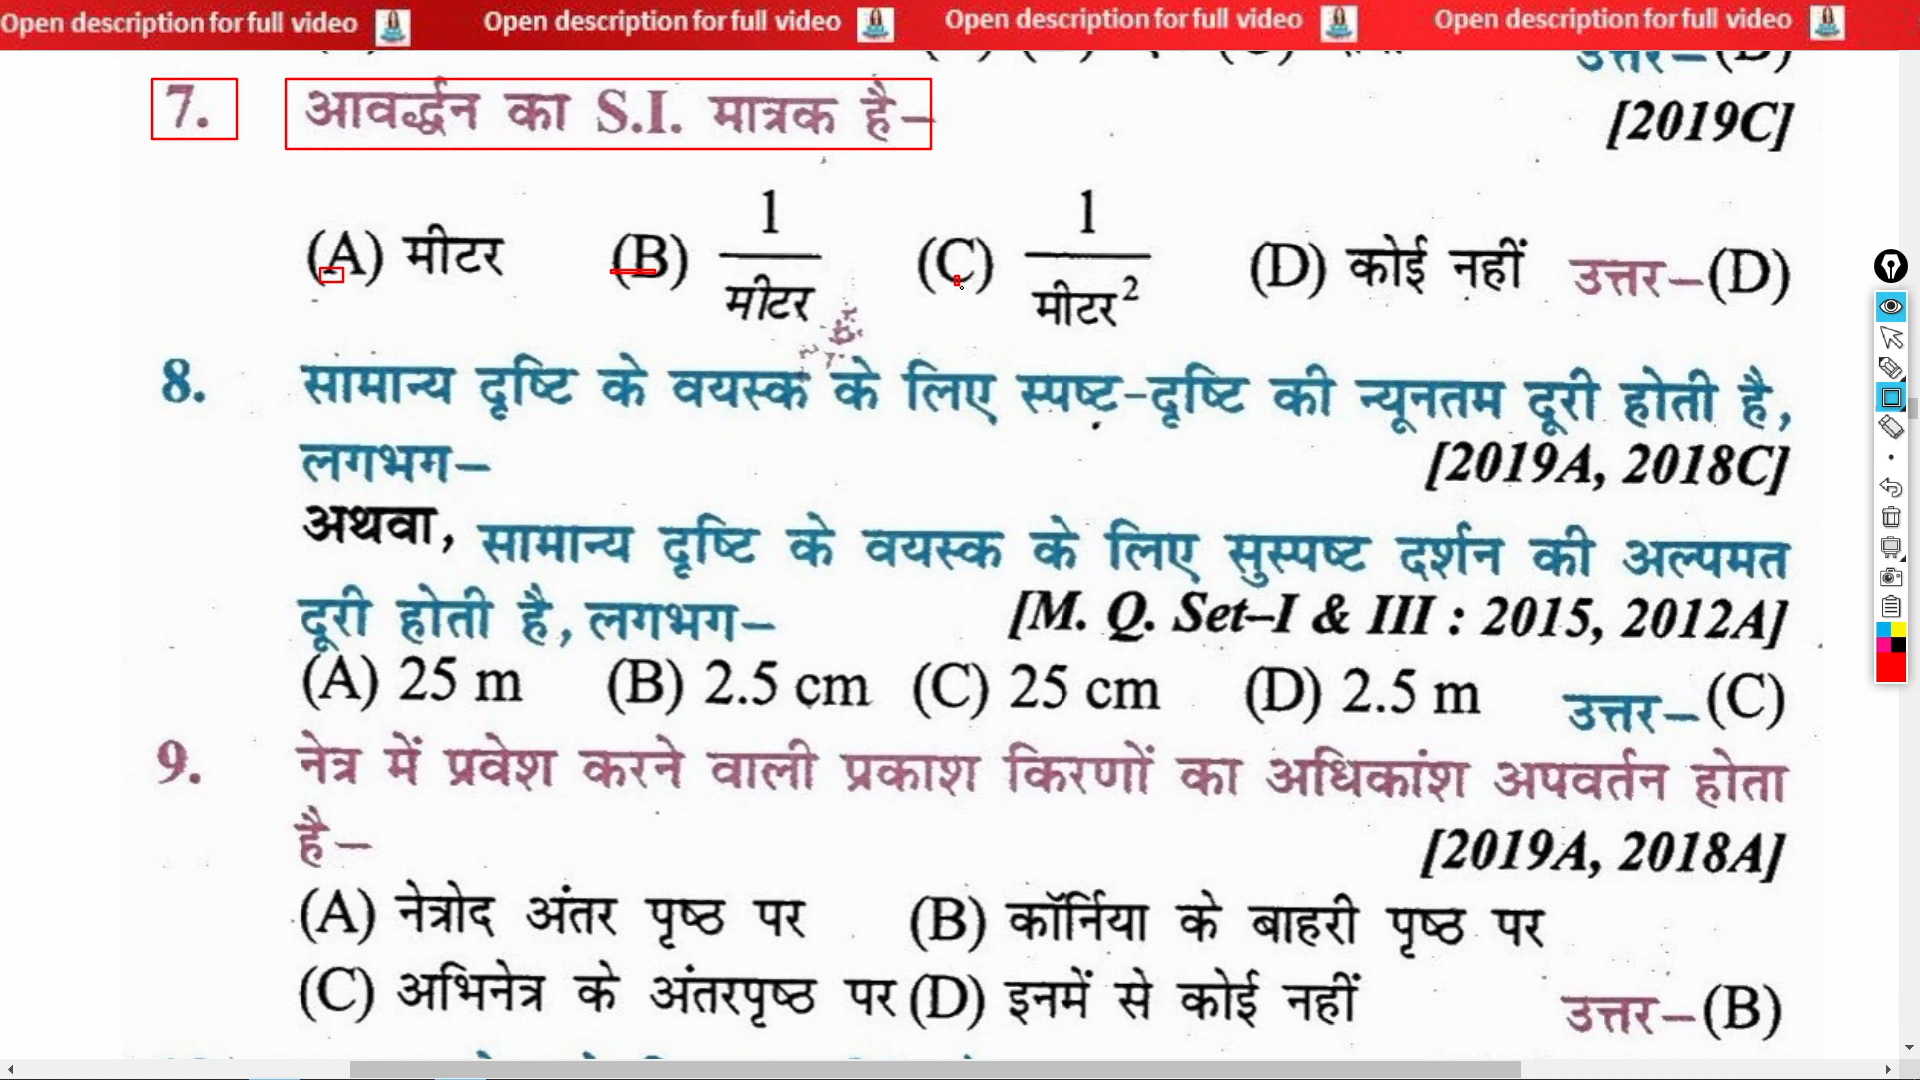 Open description for full video Open description for full video Open description for full video Open description for full video
7. आवर्द्धन का S.I. मात्रक है– [2019C]
(A) मीटर (B) 1/मीटर (C) 1/मीटर² (D) कोई नहीं उत्तर–(D)
8. सामान्य दृष्टि के वयस्क के लिए स्पष्ट-दृष्टि की न्यूनतम दूरी होती है,
लगभग– [2019A, 2018C]
अथवा, सामान्य दृष्टि के वयस्क के लिए सुस्पष्ट दर्शन की अल्पमत
दूरी होती है, लगभग– [M. Q. Set–I & III : 2015, 2012A]
(A) 25 m (B) 2.5 cm (C) 25 cm (D) 2.5 m उत्तर–(C)
9. नेत्र में प्रवेश करने वाली प्रकाश किरणों का अधिकांश अपवर्तन होता
है– [2019A, 2018A]
(A) नेत्रोद अंतर पृष्ठ पर (B) कॉर्निया के बाहरी पृष्ठ पर
(C) अभिनेत्र के अंतरपृष्ठ पर (D) इनमें से कोई नहीं उत्तर–(B)